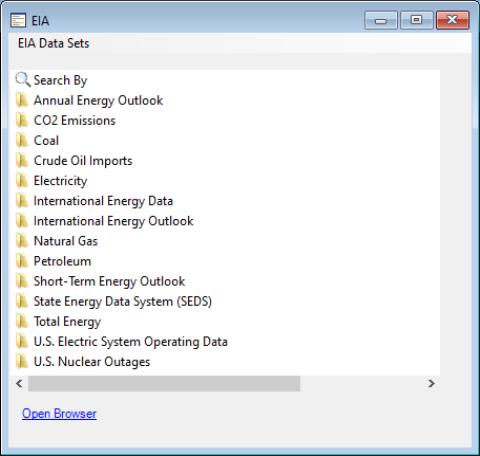 EIA
EIA Data Sets
Search By
Annual Energy Outlook
CO2 Emissions
Coal
Crude Oil Imports
Electricity
International Energy Data
International Energy Outlook
Natural Gas
Petroleum
Short-Term Energy Outlook
State Energy Data System (SEDS)
Total Energy
U.S. Electric System Operating Data
U.S. Nuclear Outages
Open Browser